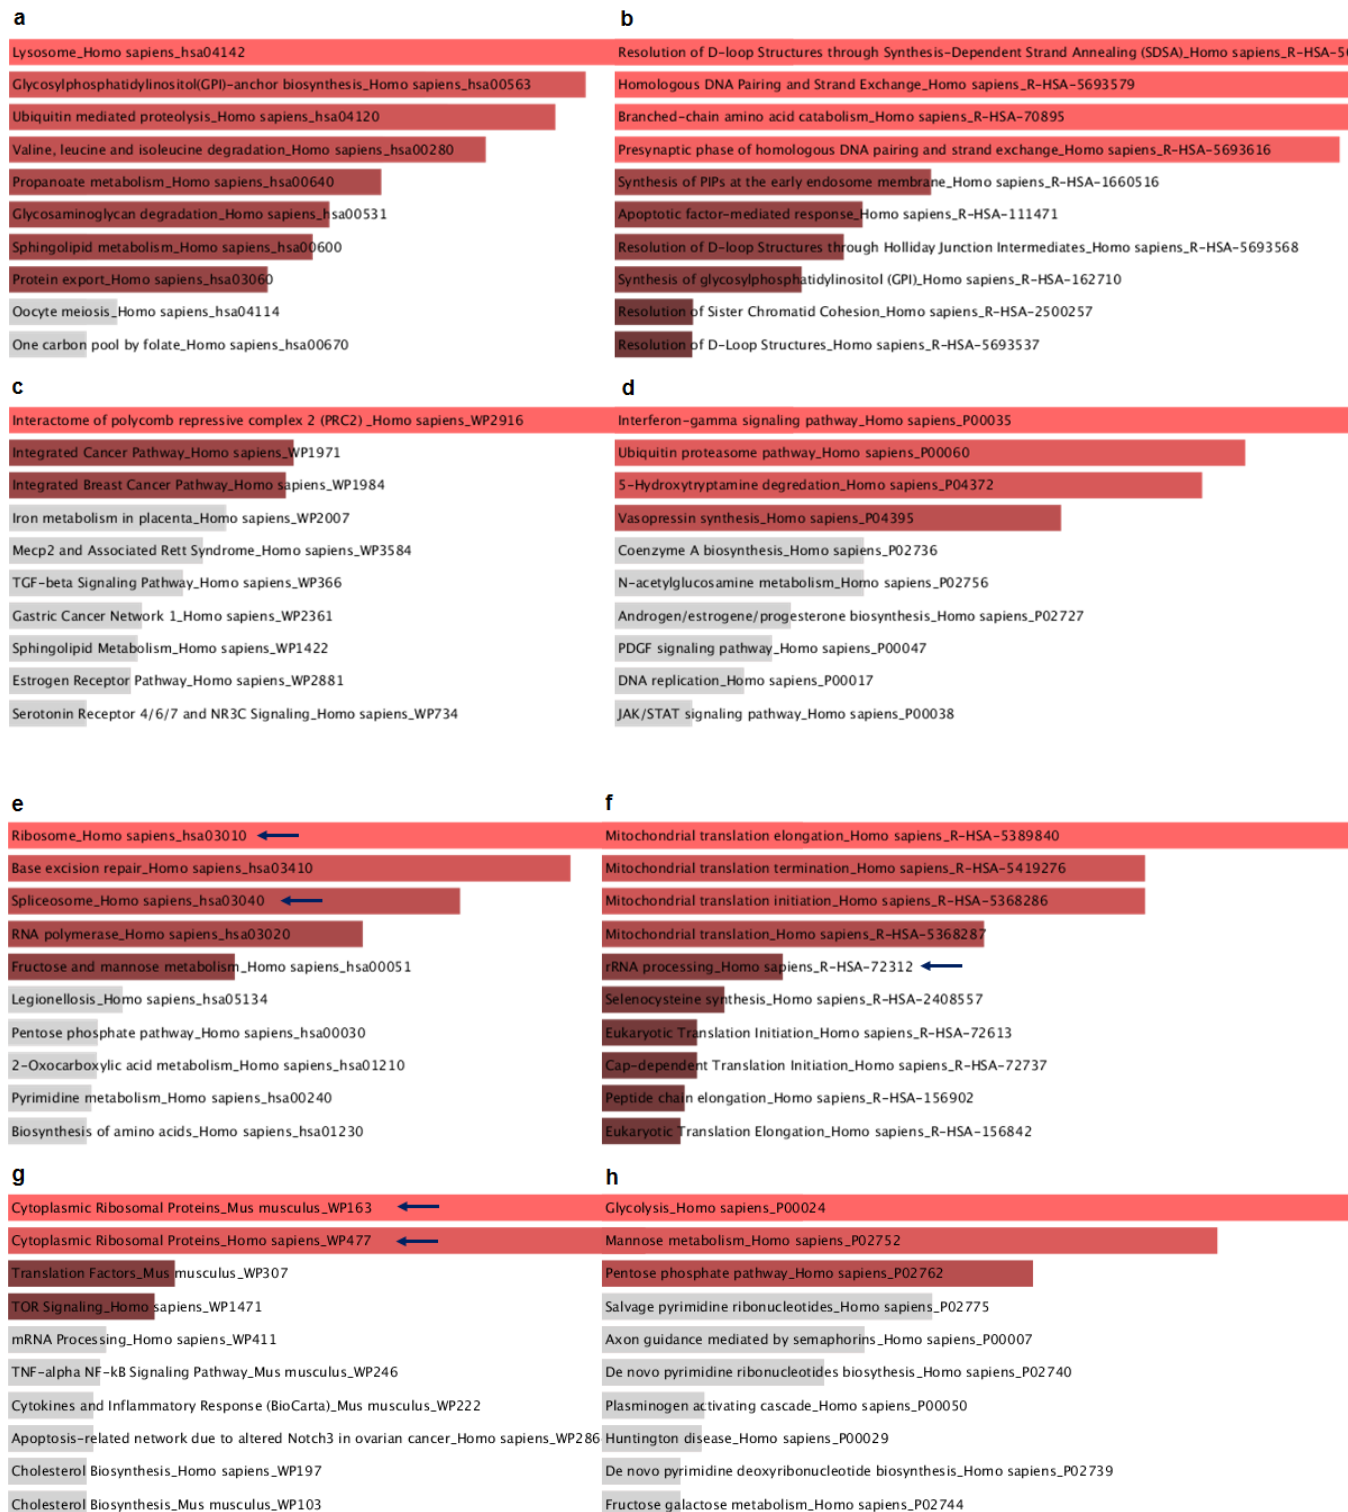 a
Lysosome_Homo sapiens_hsa04142
Glycosylphosphatidylinositol(GPI)-anchor biosynthesis_Homo sapiens_hsa00563
Ubiquitin mediated proteolysis_Homo sapiens_hsa04120
Valine, leucine and isoleucine degradation_Homo sapiens_hsa00280
Propanoate metabolism_Homo sapiens_hsa00640
Glycosaminoglycan degradation_Homo sapiens_hsa00531
Sphingolipid metabolism_Homo sapiens_hsa00600
Protein export_Homo sapiens_hsa03060
Oocyte meiosis_Homo sapiens_hsa04114
One carbon pool by folate_Homo sapiens_hsa00670
b
Resolution of D-loop Structures through Synthesis-Dependent Strand Annealing (SDSA)_Homo sapiens_R-HSA-5
Homologous DNA Pairing and Strand Exchange_Homo sapiens_R-HSA-5693579
Branched-chain amino acid catabolism_Homo sapiens_R-HSA-70895
Presynaptic phase of homologous DNA pairing and strand exchange_Homo sapiens_R-HSA-5693616
Synthesis of PIPs at the early endosome membrane_Homo sapiens_R-HSA-1660516
Apoptotic factor-mediated response_Homo sapiens_R-HSA-111471
Resolution of D-loop Structures through Holliday Junction Intermediates_Homo sapiens_R-HSA-5693568
Synthesis of glycosylphosphatidylinositol (GPI)_Homo sapiens_R-HSA-162710
Resolution of Sister Chromatid Cohesion_Homo sapiens_R-HSA-2500257
Resolution of D-Loop Structures_Homo sapiens_R-HSA-5693537
c
Interactome of polycomb repressive complex 2 (PRC2) _Homo sapiens_WP2916
Integrated Cancer Pathway_Homo sapiens_WP1971
Integrated Breast Cancer Pathway_Homo sapiens_WP1984
Iron metabolism in placenta_Homo sapiens_WP2007
Mecp2 and Associated Rett Syndrome_Homo sapiens_WP3584
TGF-beta Signaling Pathway_Homo sapiens_WP366
Gastric Cancer Network 1_Homo sapiens_WP2361
Sphingolipid Metabolism_Homo sapiens_WP1422
Estrogen Receptor Pathway_Homo sapiens_WP2881
Serotonin Receptor 4/6/7 and NR3C Signaling_Homo sapiens_WP734
d
Interferon-gamma signaling pathway_Homo sapiens_P00035
Ubiquitin proteasome pathway_Homo sapiens_P00060
5-Hydroxytryptamine degredation_Homo sapiens_P04372
Vasopressin synthesis_Homo sapiens_P04395
Coenzyme A biosynthesis_Homo sapiens_P02736
N-acetylglucosamine metabolism_Homo sapiens_P02756
Androgen/estrogene/progesterone biosynthesis_Homo sapiens_P02727
PDGF signaling pathway_Homo sapiens_P00047
DNA replication_Homo sapiens_P00017
JAK/STAT signaling pathway_Homo sapiens_P00038
e
Ribosome_Homo sapiens_hsa03010
Base excision repair_Homo sapiens_hsa03410
Spliceosome_Homo sapiens_hsa03040
RNA polymerase_Homo sapiens_hsa03020
Fructose and mannose metabolism_Homo sapiens_hsa00051
Legionellosis_Homo sapiens_hsa05134
Pentose phosphate pathway_Homo sapiens_hsa00030
2-Oxocarboxylic acid metabolism_Homo sapiens_hsa01210
Pyrimidine metabolism_Homo sapiens_hsa00240
Biosynthesis of amino acids_Homo sapiens_hsa01230
f
Mitochondrial translation elongation_Homo sapiens_R-HSA-5389840
Mitochondrial translation termination_Homo sapiens_R-HSA-5419276
Mitochondrial translation initiation_Homo sapiens_R-HSA-5368286
Mitochondrial translation_Homo sapiens_R-HSA-5368287
rRNA processing_Homo sapiens_R-HSA-72312
Selenocysteine synthesis_Homo sapiens_R-HSA-2408557
Eukaryotic Translation Initiation_Homo sapiens_R-HSA-72613
Cap-dependent Translation Initiation_Homo sapiens_R-HSA-72737
Peptide chain elongation_Homo sapiens_R-HSA-156902
Eukaryotic Translation Elongation_Homo sapiens_R-HSA-156842
g
Cytoplasmic Ribosomal Proteins_Mus musculus_WP163
Cytoplasmic Ribosomal Proteins_Homo sapiens_WP477
Translation Factors_Mus musculus_WP307
TOR Signaling_Homo sapiens_WP1471
mRNA Processing_Homo sapiens_WP411
TNF-alpha NF-kB Signaling Pathway_Mus musculus_WP246
Cytokines and Inflammatory Response (BioCarta)_Mus musculus_WP222
Apoptosis-related network due to altered Notch3 in ovarian cancer_Homo sapiens_WP286
Cholesterol Biosynthesis_Homo sapiens_WP197
Cholesterol Biosynthesis_Mus musculus_WP103
h
Glycolysis_Homo sapiens_P00024
Mannose metabolism_Homo sapiens_P02752
Pentose phosphate pathway_Homo sapiens_P02762
Salvage pyrimidine ribonucleotides_Homo sapiens_P02775
Axon guidance mediated by semaphorins_Homo sapiens_P00007
De novo pyrimidine ribonucleotides biosythesis_Homo sapiens_P02740
Plasminogen activating cascade_Homo sapiens_P00050
Huntington disease_Homo sapiens_P00029
De novo pyrimidine deoxyribonucleotide biosynthesis_Homo sapiens_P02739
Fructose galactose metabolism_Homo sapiens_P02744